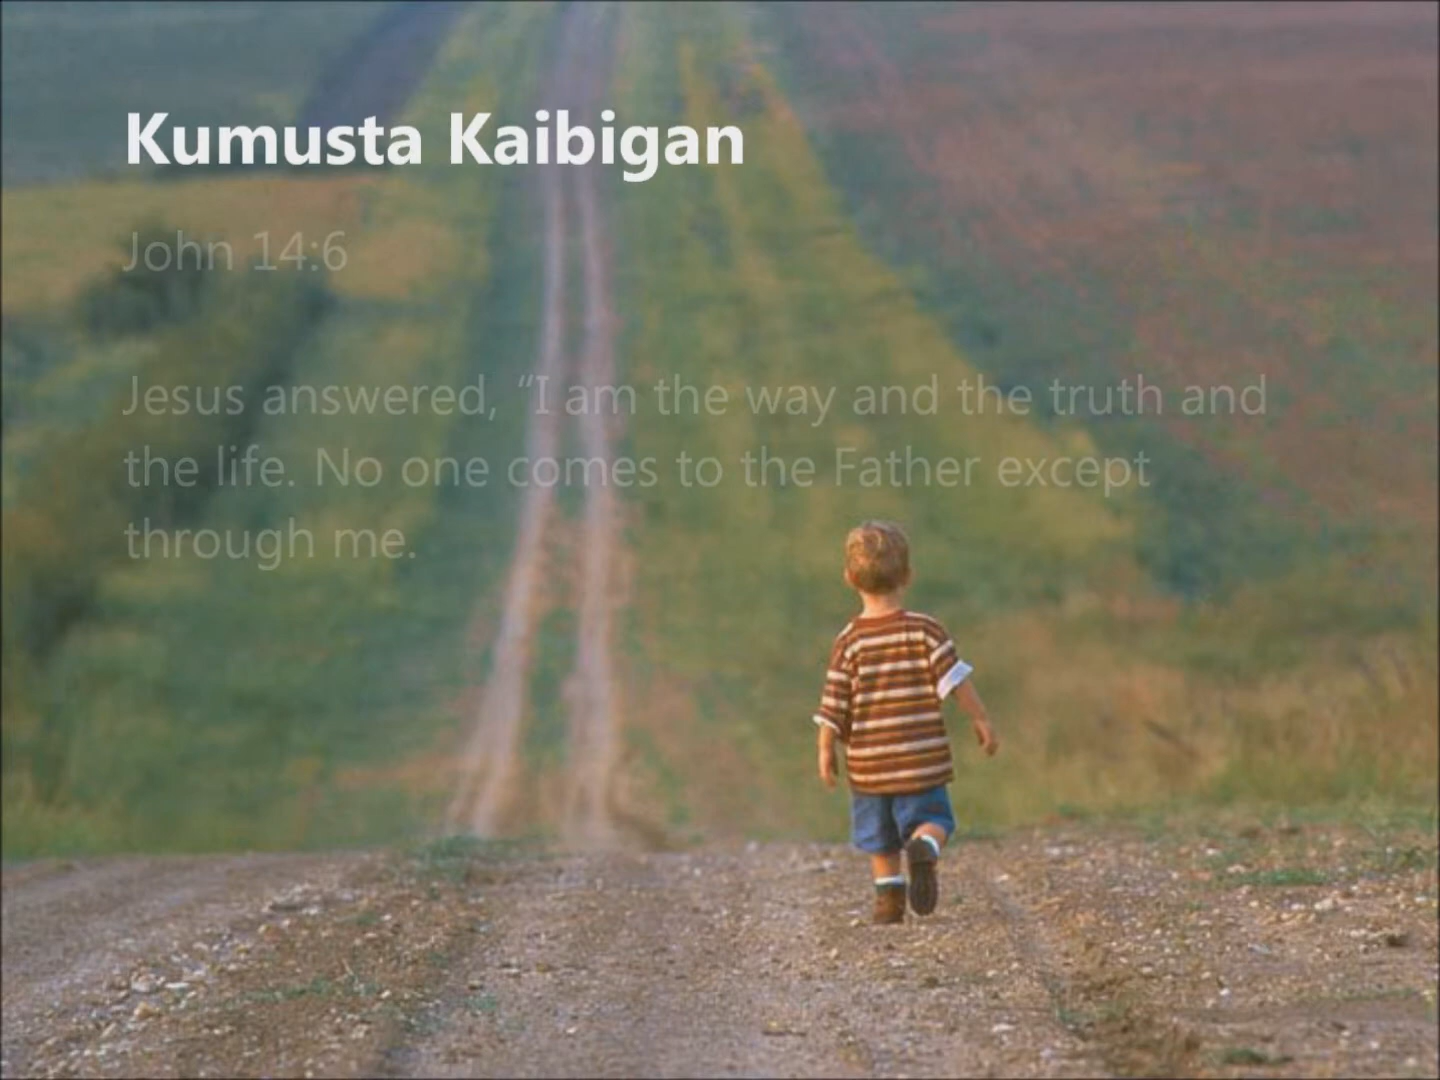 Kumusta Kaibigan
John 14:6
Jesus answered, “I am the way and the truth and
the life. No one comes to the Father except
through me.